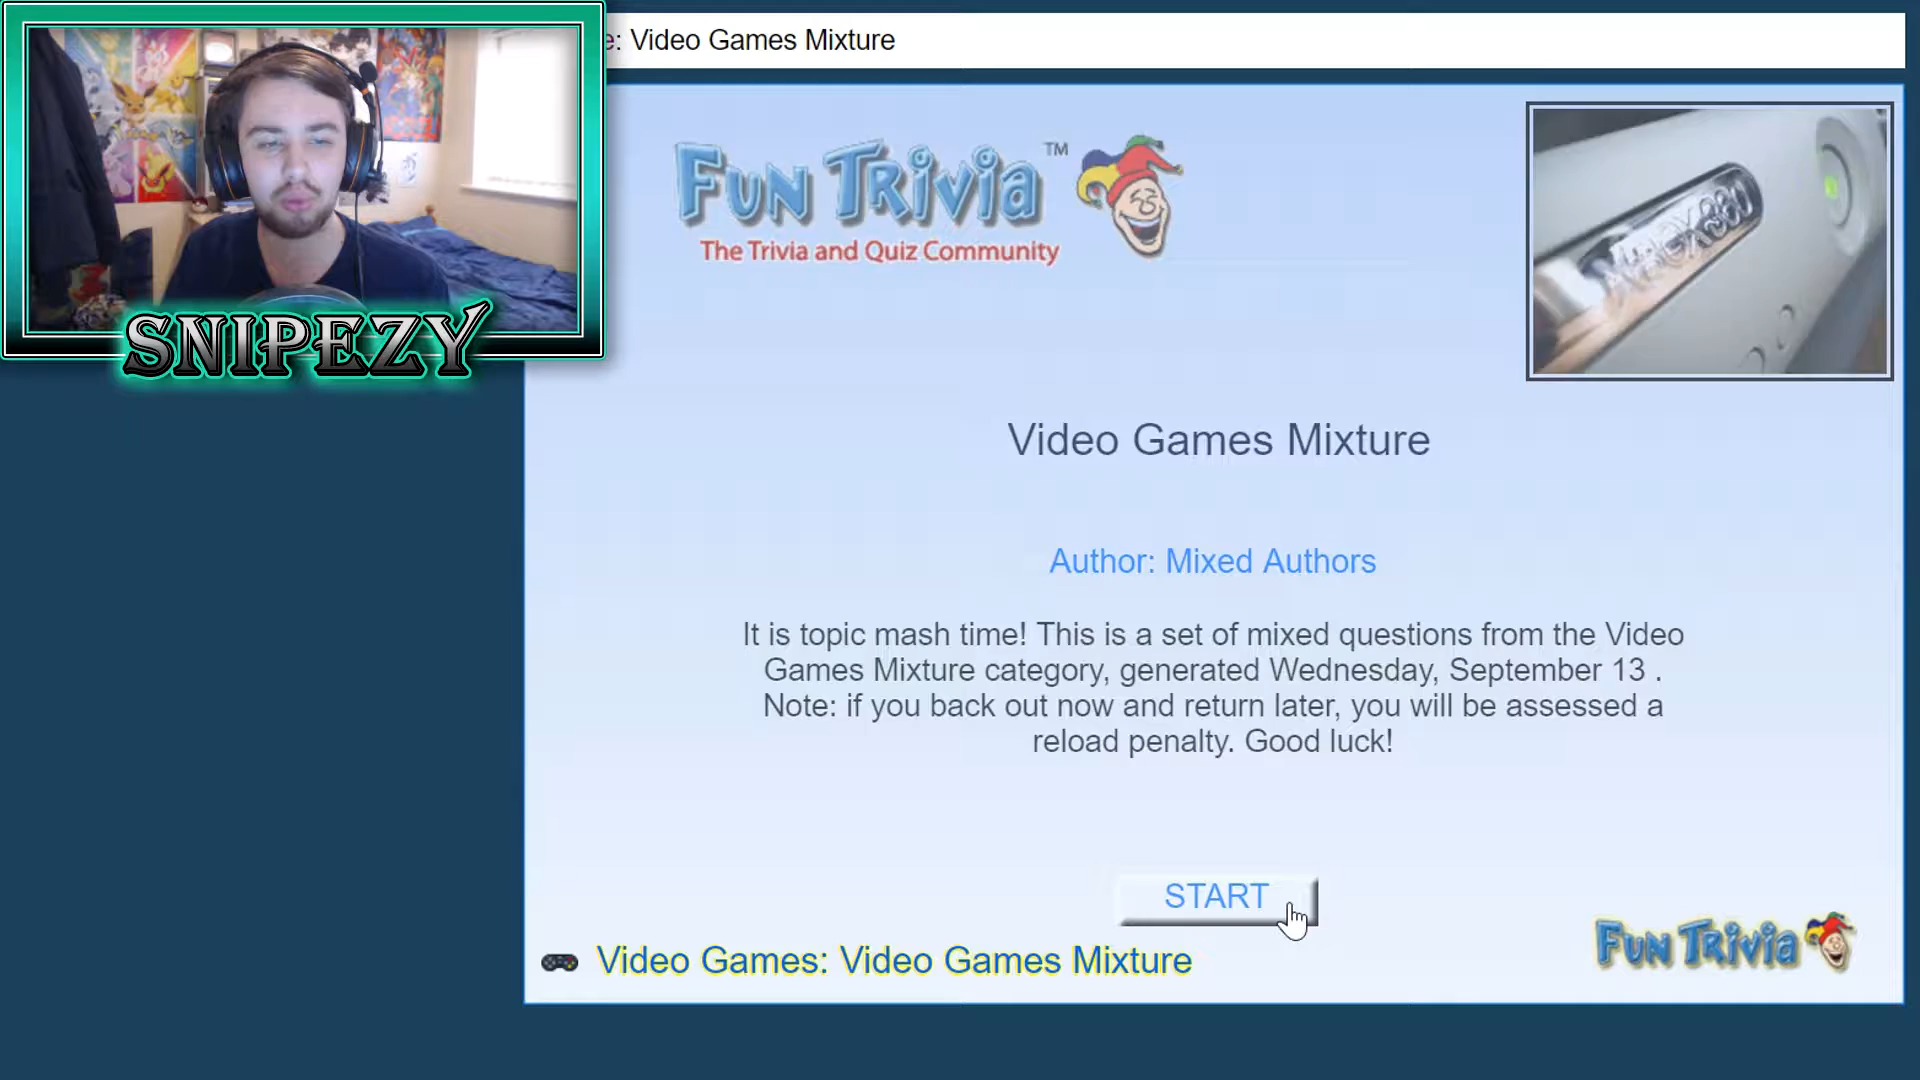 e: Video Games Mixture
FUN TRIVIA™
The Trivia and Quiz Community
XBOX 360
SNIPEZY
Video Games Mixture
Author: Mixed Authors
It is topic mash time! This is a set of mixed questions from the Video
Games Mixture category, generated Wednesday, September 13 .
Note: if you back out now and return later, you will be assessed a
reload penalty. Good luck!
START
Video Games: Video Games Mixture
FUN TRIVIA